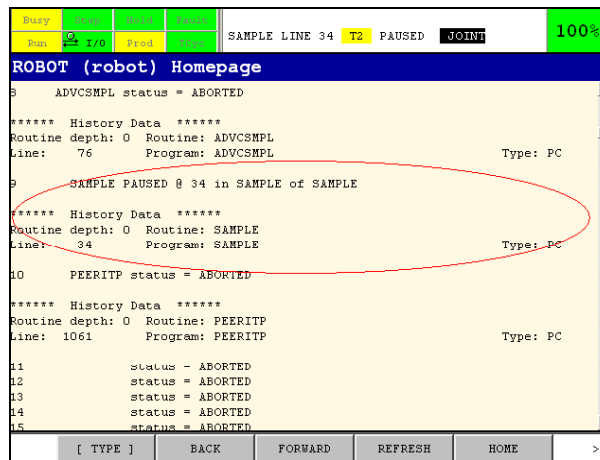 Busy Step Hold Fault
Run I/O Prod TCyc
SAMPLE LINE 34 T2 PAUSED JOINT
100%
ROBOT (robot) Homepage
8 ADVCSMPL status = ABORTED
****** History Data ******
Routine depth: 0 Routine: ADVCSMPL
Line: 76 Program: ADVCSMPL Type: PC
9 SAMPLE PAUSED @ 34 in SAMPLE of SAMPLE
****** History Data ******
Routine depth: 0 Routine: SAMPLE
Line: 34 Program: SAMPLE Type: PC
10 PEERITP status = ABORTED
****** History Data ******
Routine depth: 0 Routine: PEERITP
Line: 1061 Program: PEERITP Type: PC
11 status = ABORTED
12 status = ABORTED
13 status = ABORTED
14 status = ABORTED
15 status = ABORTED
[ TYPE ] BACK FORWARD REFRESH HOME >